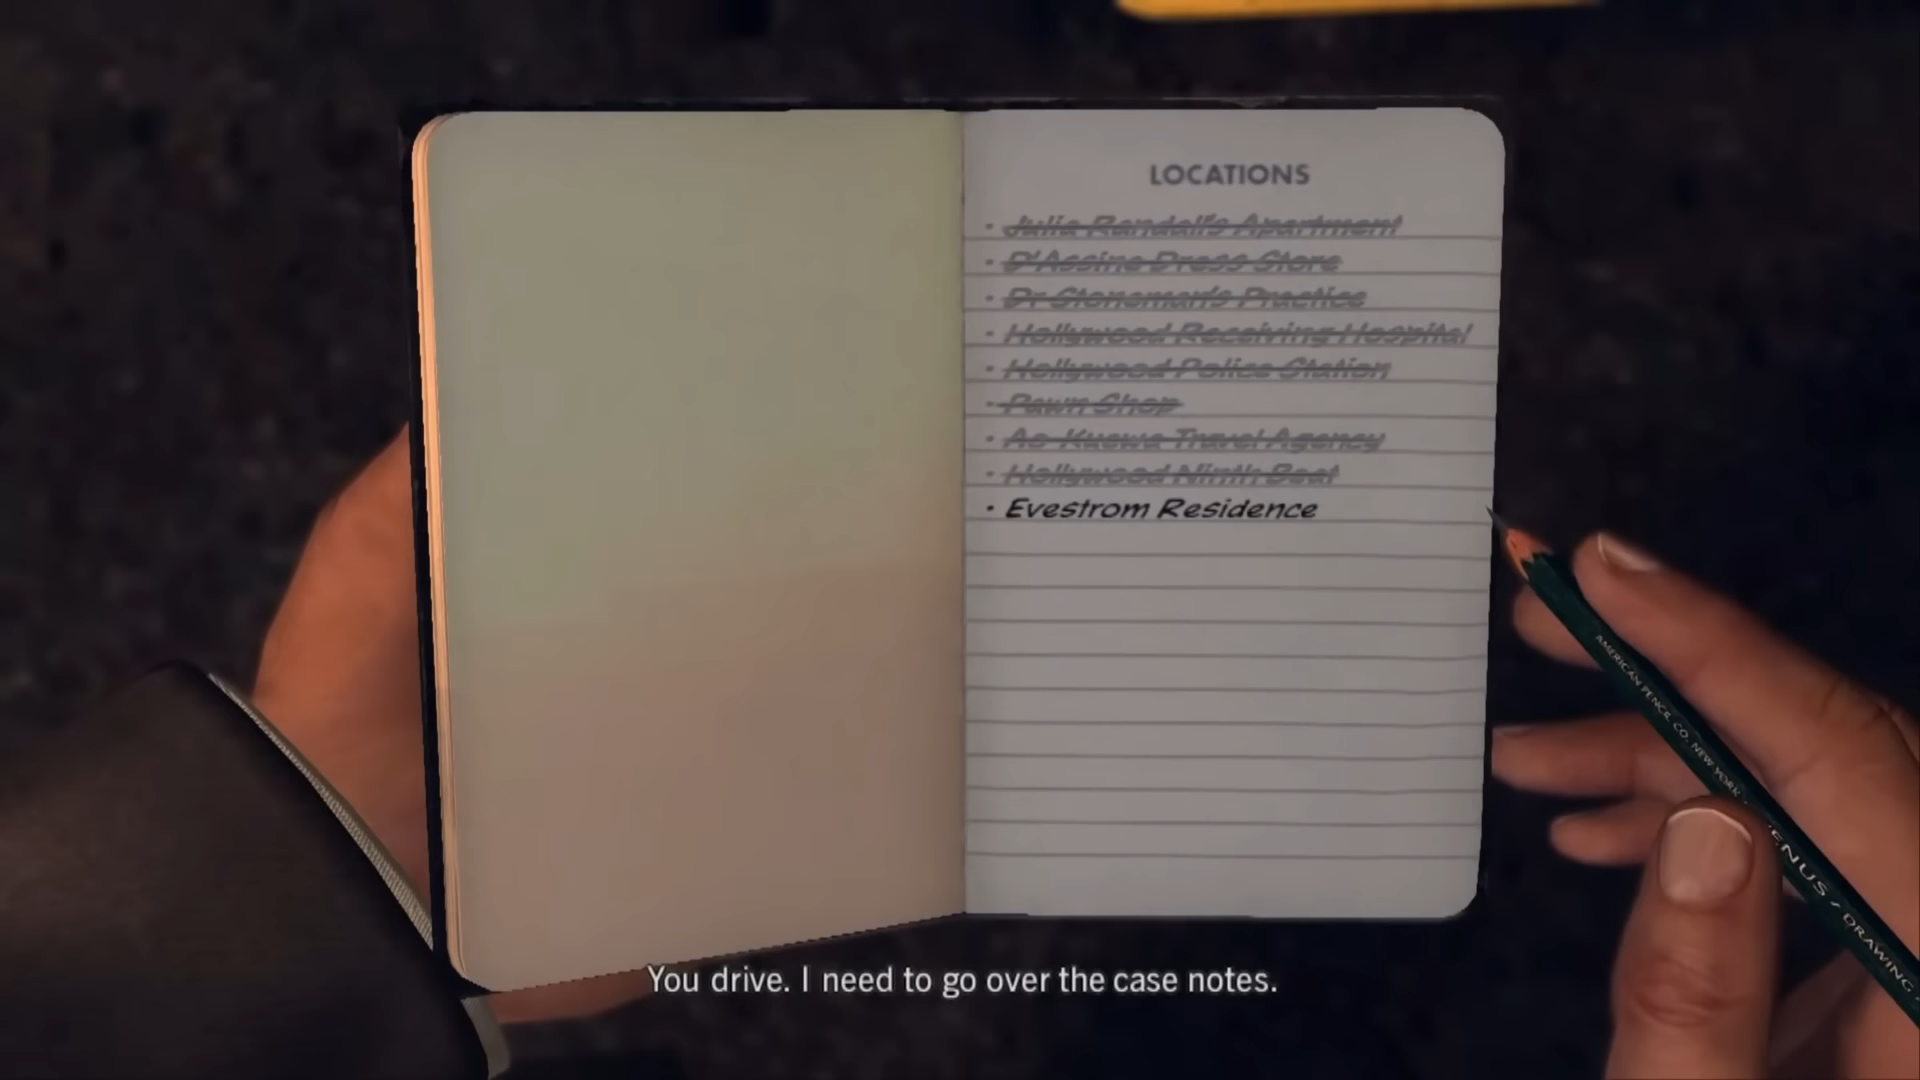 LOCATIONS
• Julia Randall's Apartment
• D'Assine Dress Store
• Dr Stoneman's Practice
• Hollywood Receiving Hospital
• Hollywood Police Station
• Pawn Shop
• Ao Kuewa Travel Agency
• Hollywood Ninth Beat
• Evestrom Residence
AMERICAN PENCIL CO. NEW YORK • VENUS / DRAWING
You drive. I need to go over the case notes.